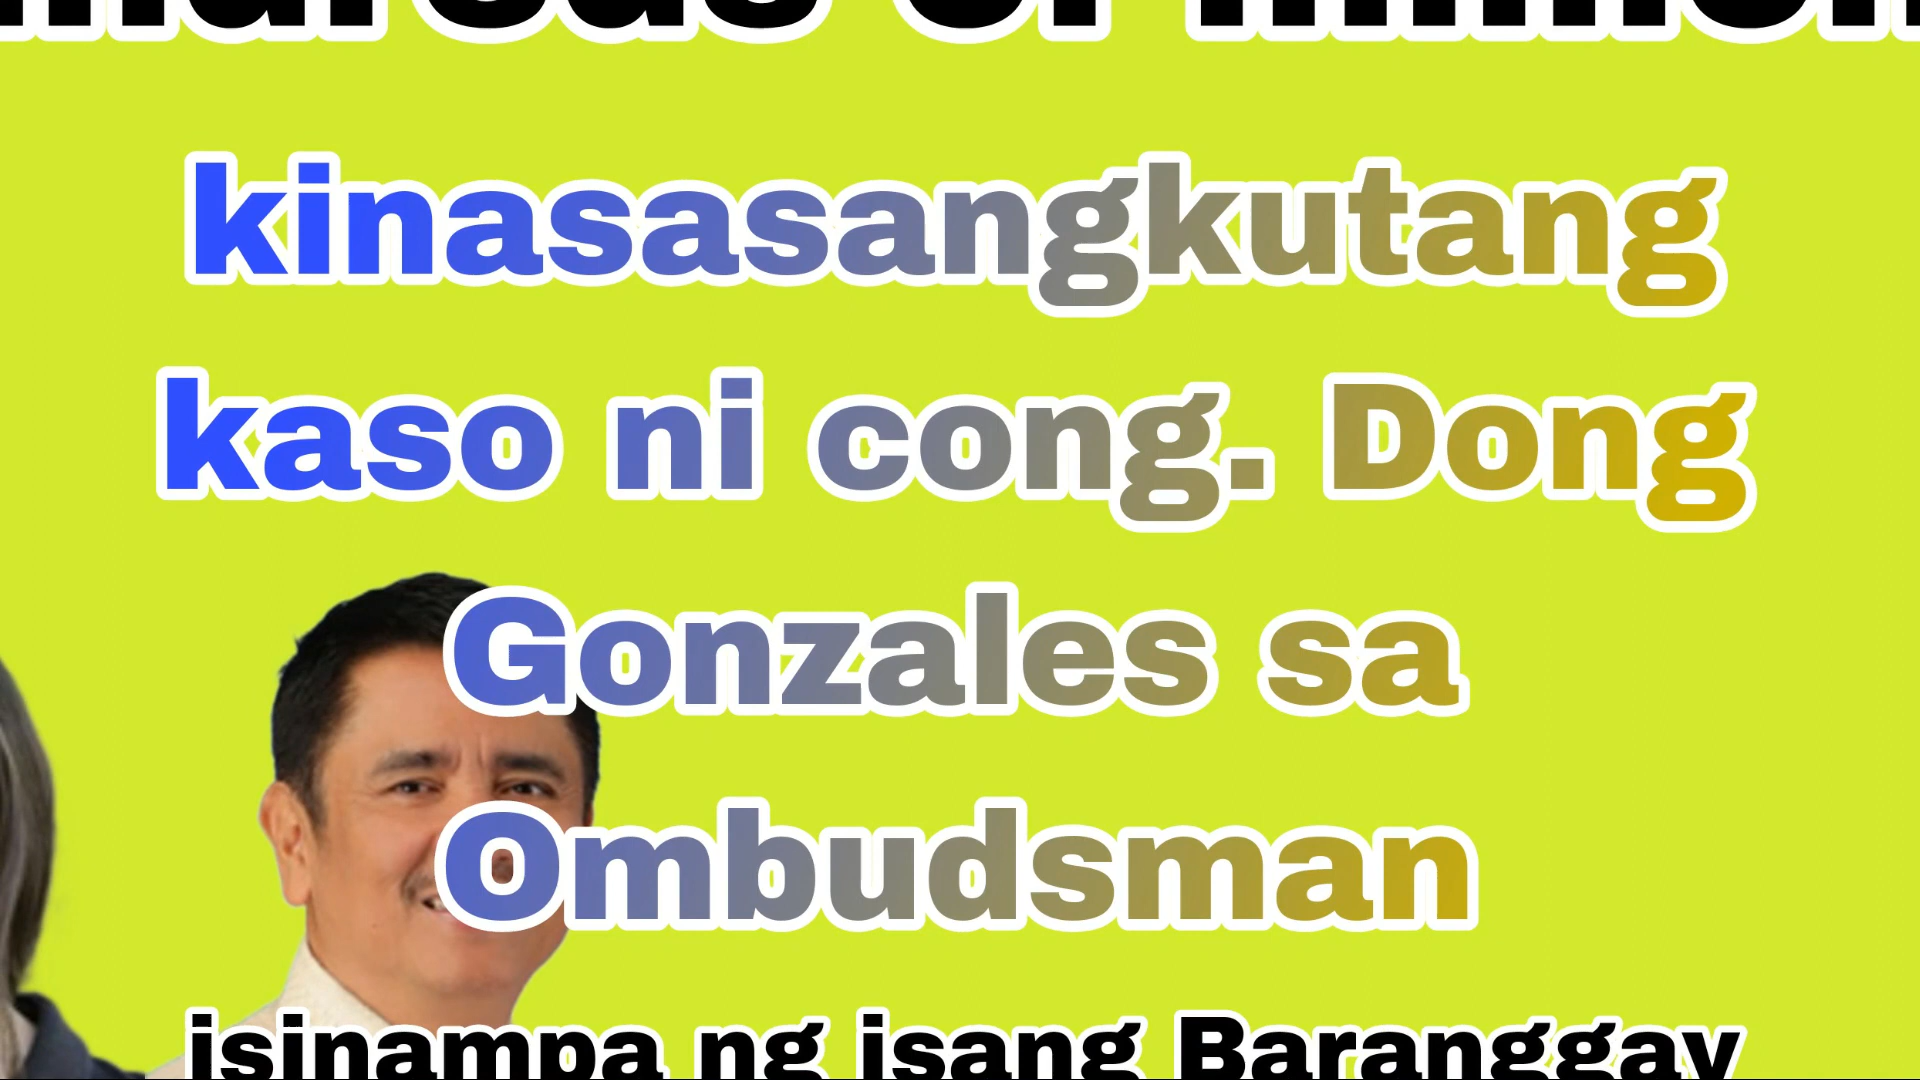 kinasasangkutang
kaso ni cong. Dong
Gonzales sa
Ombudsman
isinampa ng isang Baranggay